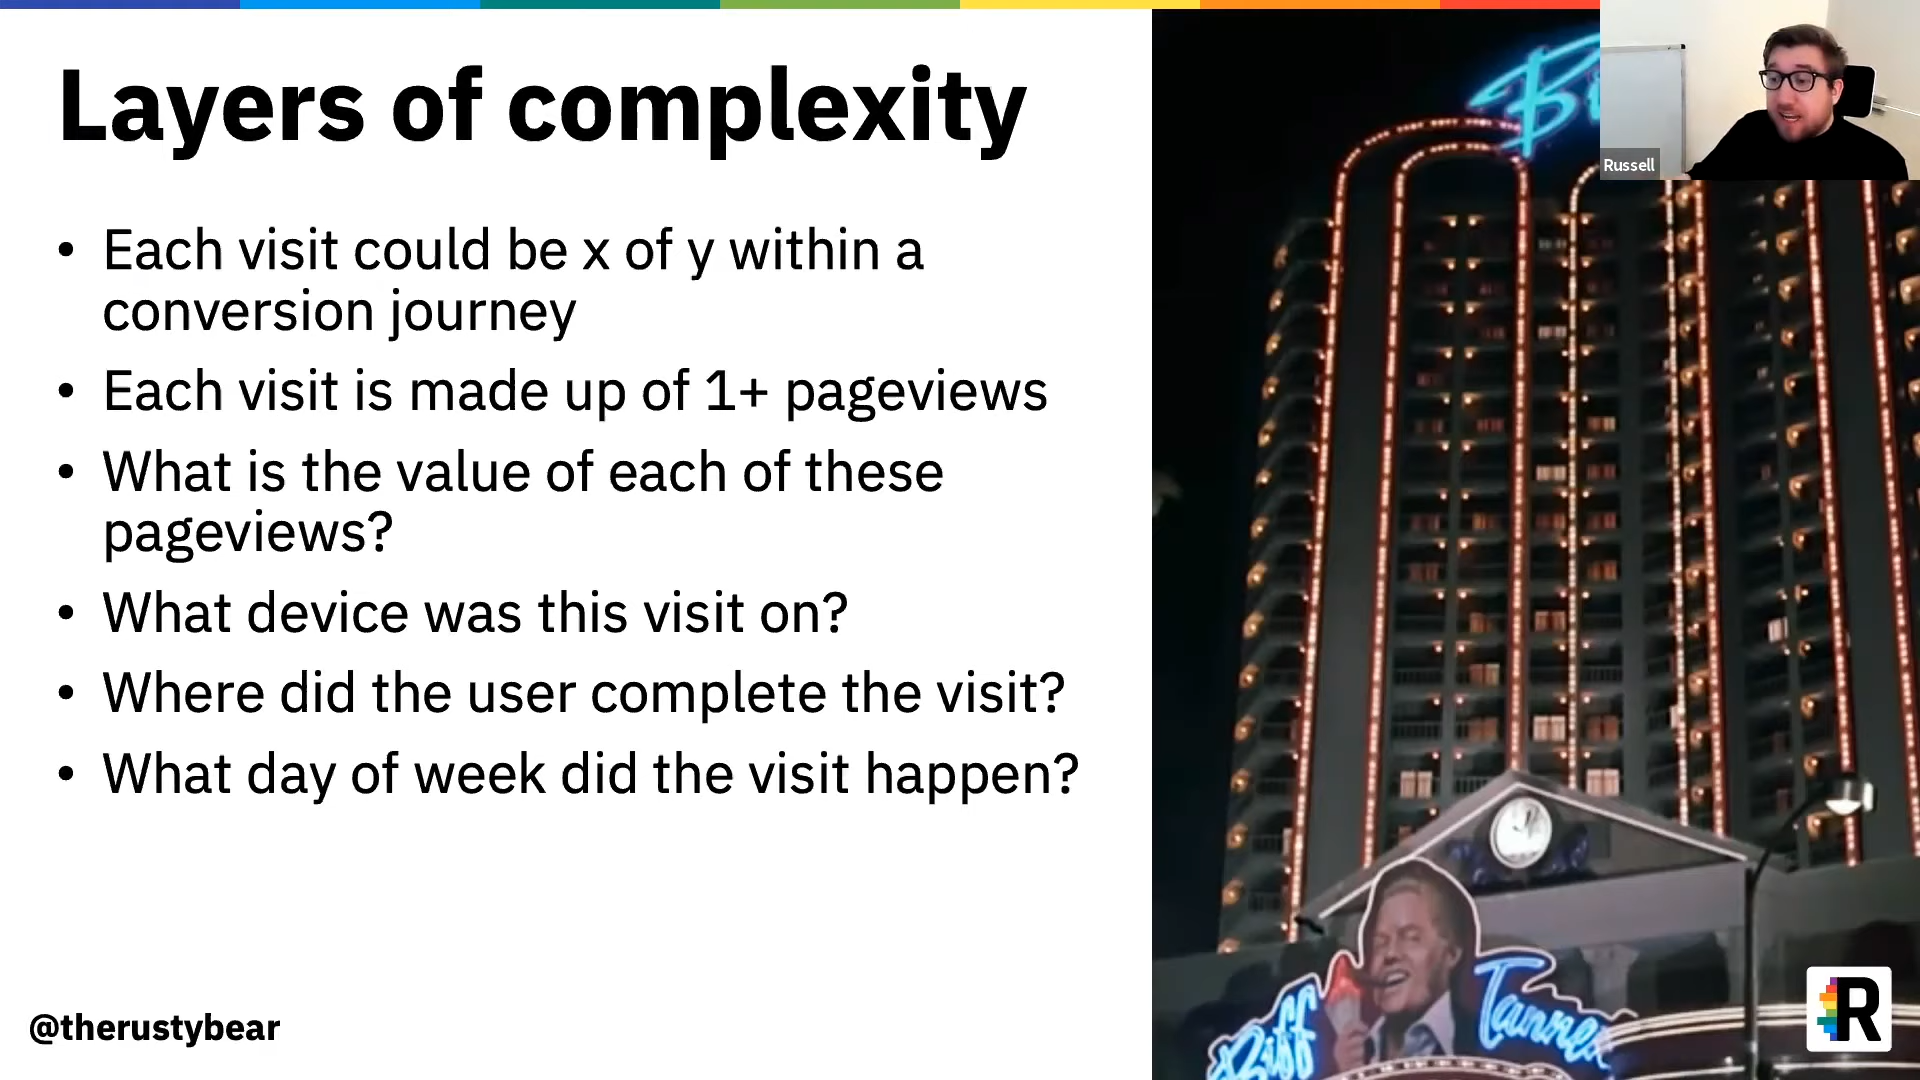 Layers of complexity
• Each visit could be x of y within a
conversion journey
• Each visit is made up of 1+ pageviews
• What is the value of each of these
pageviews?
• What device was this visit on?
• Where did the user complete the visit?
• What day of week did the visit happen?
@therustybear
Russell
Biff
Tannen
R